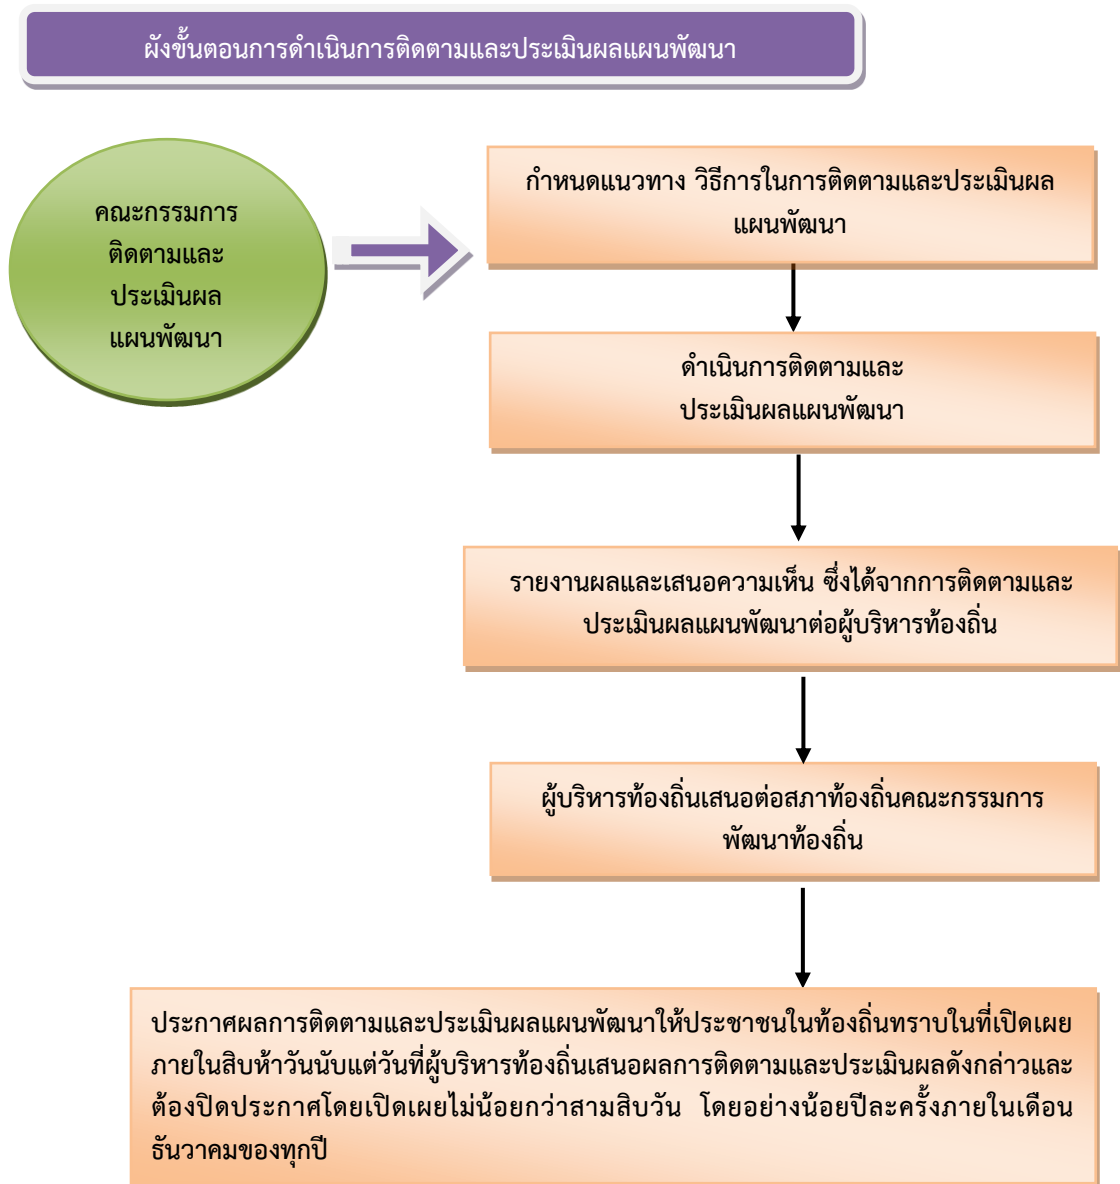 ผังขั้นตอนการดำเนินการติดตามและประเมินผลแผนพัฒนา
คณะกรรมการ
ติดตามและ
ประเมินผล
แผนพัฒนา
กำหนดแนวทาง วิธีการในการติดตามและประเมินผล
แผนพัฒนา
ดำเนินการติดตามและ
ประเมินผลแผนพัฒนา
รายงานผลและเสนอความเห็น ซึ่งได้จากการติดตามและ
ประเมินผลแผนพัฒนาต่อผู้บริหารท้องถิ่น
ผู้บริหารท้องถิ่นเสนอต่อสภาท้องถิ่นคณะกรรมการ
พัฒนาท้องถิ่น
ประกาศผลการติดตามและประเมินผลแผนพัฒนาให้ประชาชนในท้องถิ่นทราบในที่เปิดเผย
ภายในสิบห้าวันนับแต่วันที่ผู้บริหารท้องถิ่นเสนอผลการติดตามและประเมินผลดังกล่าวและ
ต้องปิดประกาศโดยเปิดเผยไม่น้อยกว่าสามสิบวัน โดยอย่างน้อยปีละครั้งภายในเดือน
ธันวาคมของทุกปี